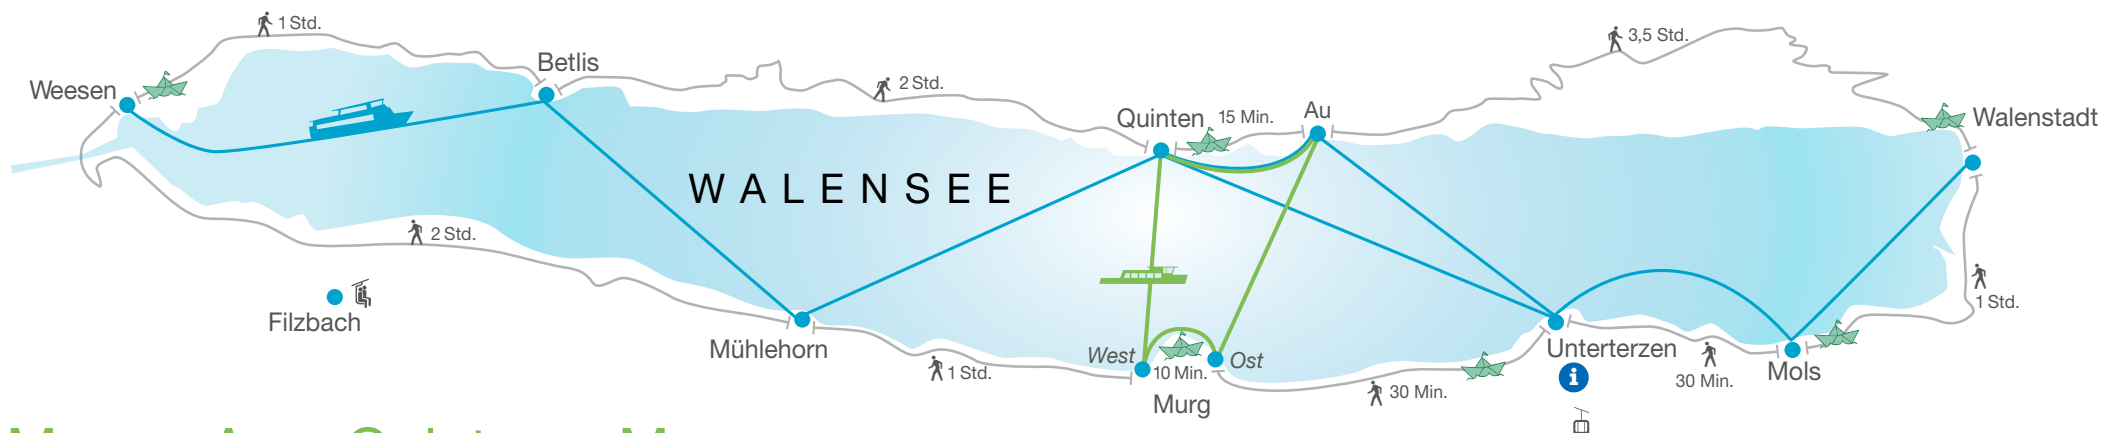 1 Std.
3,5 Std.
Betlis
Weesen
2 Std.
Quinten
15 Min.
Au
Walenstadt
WALENSEE
2 Std.
1 Std.
Filzbach
Mühlehorn
West
Ost
Unterterzen
1 Std.
10 Min.
30 Min.
Mols
30 Min.
i
Murg